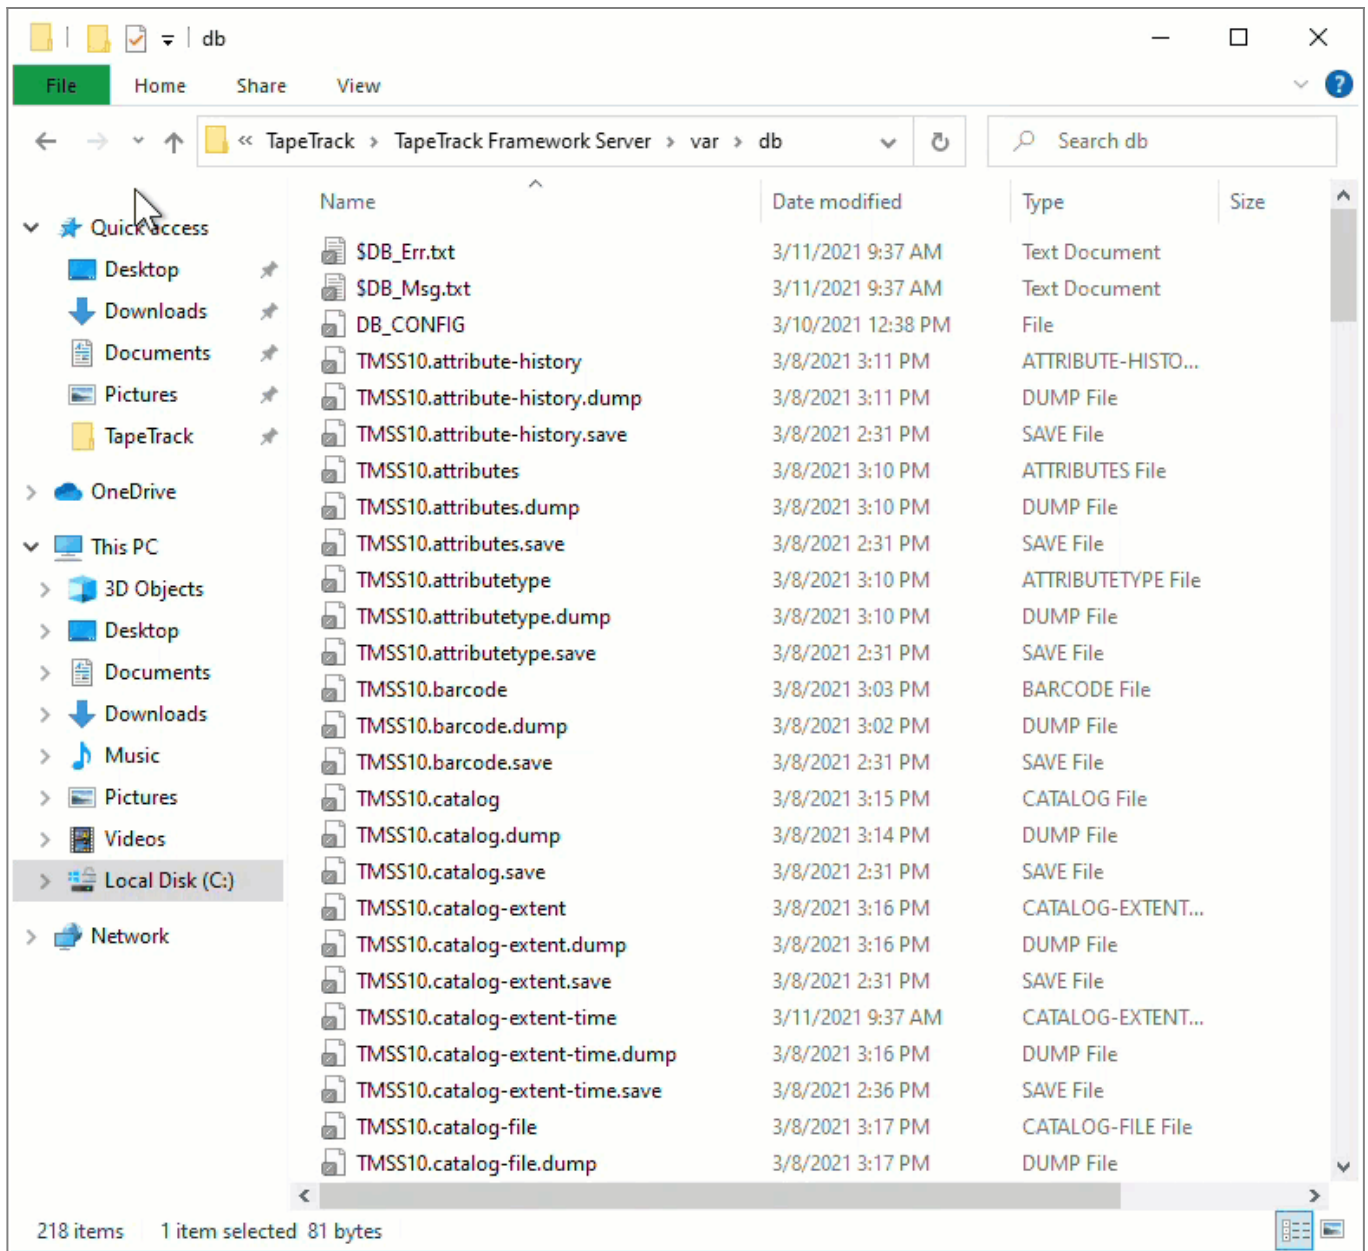 db
File Home Share View
« TapeTrack > TapeTrack Framework Server > var > db
Search db
Quick access
Desktop
Downloads
Documents
Pictures
TapeTrack
OneDrive
This PC
3D Objects
Desktop
Documents
Downloads
Music
Pictures
Videos
Local Disk (C:)
Network
Name Date modified Type Size
$DB_Err.txt 3/11/2021 9:37 AM Text Document
$DB_Msg.txt 3/11/2021 9:37 AM Text Document
DB_CONFIG 3/10/2021 12:38 PM File
TMSS10.attribute-history 3/8/2021 3:11 PM ATTRIBUTE-HISTO...
TMSS10.attribute-history.dump 3/8/2021 3:11 PM DUMP File
TMSS10.attribute-history.save 3/8/2021 2:31 PM SAVE File
TMSS10.attributes 3/8/2021 3:10 PM ATTRIBUTES File
TMSS10.attributes.dump 3/8/2021 3:10 PM DUMP File
TMSS10.attributes.save 3/8/2021 2:31 PM SAVE File
TMSS10.attributetype 3/8/2021 3:10 PM ATTRIBUTETYPE File
TMSS10.attributetype.dump 3/8/2021 3:10 PM DUMP File
TMSS10.attributetype.save 3/8/2021 2:31 PM SAVE File
TMSS10.barcode 3/8/2021 3:03 PM BARCODE File
TMSS10.barcode.dump 3/8/2021 3:02 PM DUMP File
TMSS10.barcode.save 3/8/2021 2:31 PM SAVE File
TMSS10.catalog 3/8/2021 3:15 PM CATALOG File
TMSS10.catalog.dump 3/8/2021 3:14 PM DUMP File
TMSS10.catalog.save 3/8/2021 2:31 PM SAVE File
TMSS10.catalog-extent 3/8/2021 3:16 PM CATALOG-EXTENT...
TMSS10.catalog-extent.dump 3/8/2021 3:16 PM DUMP File
TMSS10.catalog-extent.save 3/8/2021 2:31 PM SAVE File
TMSS10.catalog-extent-time 3/11/2021 9:37 AM CATALOG-EXTENT...
TMSS10.catalog-extent-time.dump 3/8/2021 3:16 PM DUMP File
TMSS10.catalog-extent-time.save 3/8/2021 2:36 PM SAVE File
TMSS10.catalog-file 3/8/2021 3:17 PM CATALOG-FILE File
TMSS10.catalog-file.dump 3/8/2021 3:17 PM DUMP File
218 items 1 item selected 81 bytes